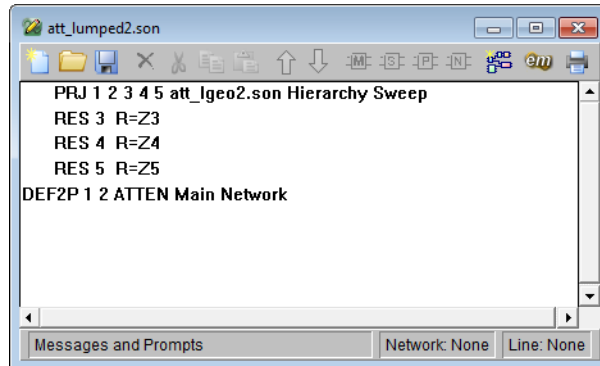 att_lumped2.son
M S P N em
PRJ 1 2 3 4 5 att_lgeo2.son Hierarchy Sweep
RES 3 R=Z3
RES 4 R=Z4
RES 5 R=Z5
DEF2P 1 2 ATTEN Main Network
Messages and Prompts Network: None Line: None